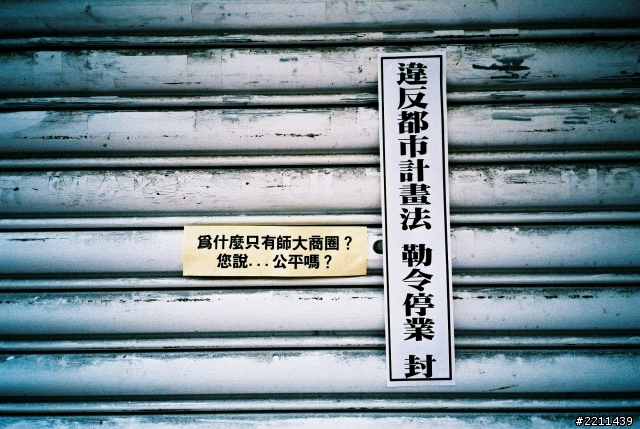 違反都市計畫法 勒令停業 封
為什麼只有師大商圈？
您說...公平嗎？
#2211439